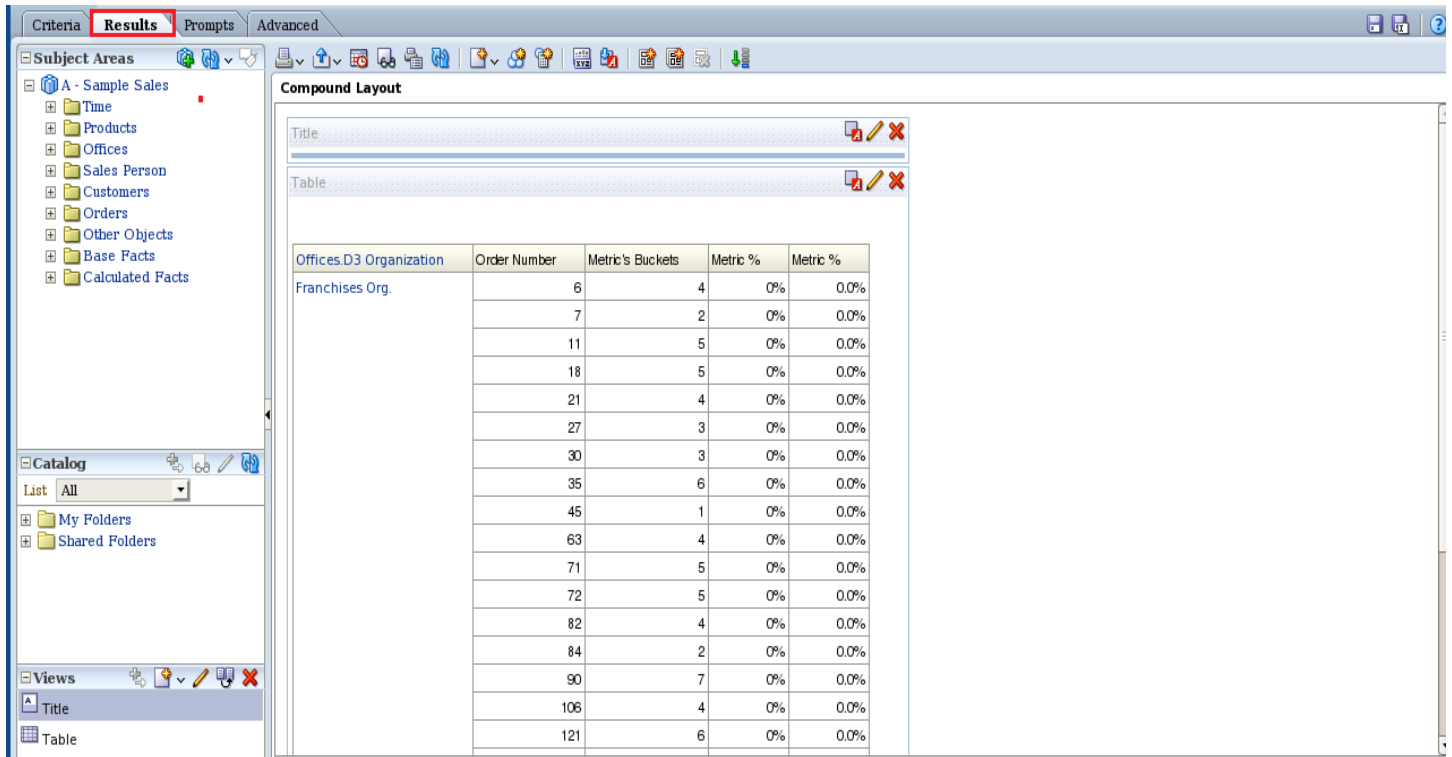 Criteria Results Prompts Advanced
Subject Areas
A - Sample Sales
Time
Products
Offices
Sales Person
Customers
Orders
Other Objects
Base Facts
Calculated Facts
Catalog
List All
My Folders
Shared Folders
Views
Title
Table
Compound Layout
Title
Table
Offices.D3 Organization Order Number Metric's Buckets Metric % Metric %
Franchises Org. 6 4 0% 0.0%
7 2 0% 0.0%
11 5 0% 0.0%
18 5 0% 0.0%
21 4 0% 0.0%
27 3 0% 0.0%
30 3 0% 0.0%
35 6 0% 0.0%
45 1 0% 0.0%
63 4 0% 0.0%
71 5 0% 0.0%
72 5 0% 0.0%
82 4 0% 0.0%
84 2 0% 0.0%
90 7 0% 0.0%
106 4 0% 0.0%
121 6 0% 0.0%